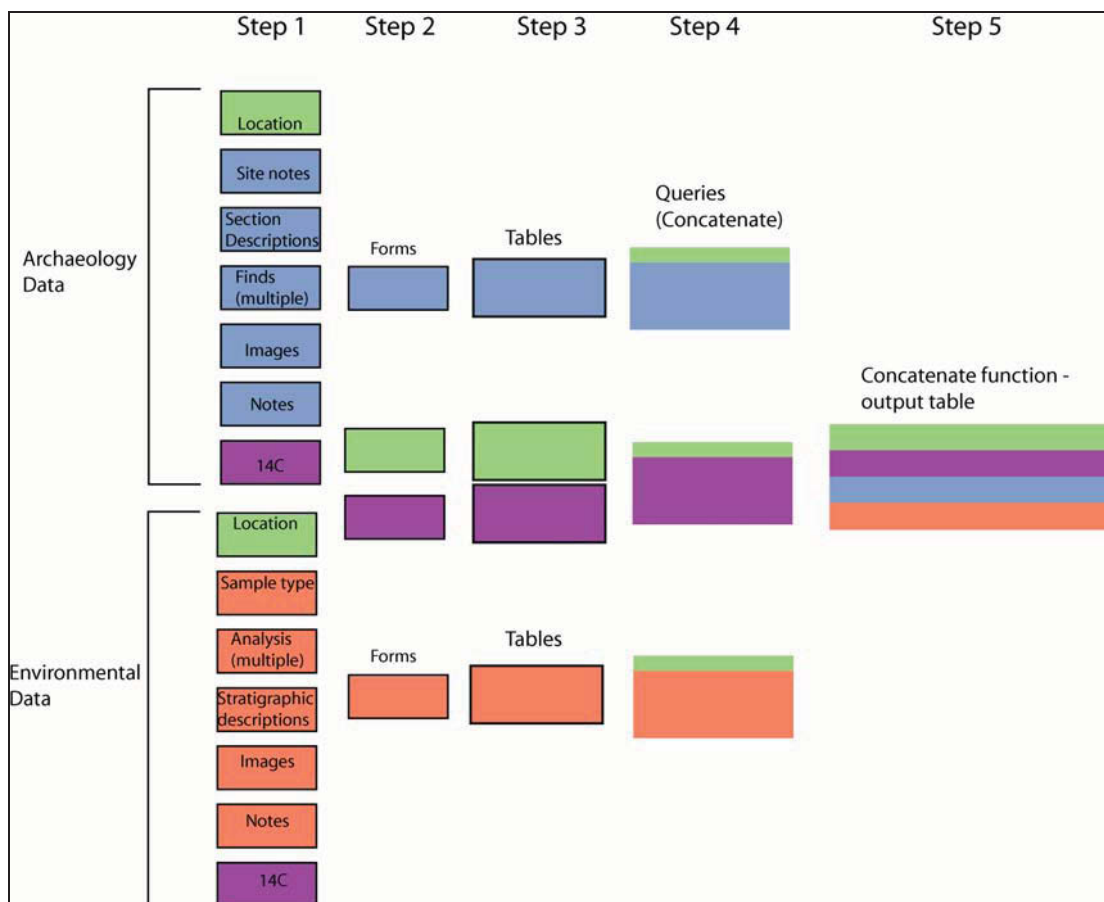 Step 1
Step 2
Step 3
Step 4
Step 5
Archaeology
Data
Location
Site notes
Section
Descriptions
Finds
(multiple)
Images
Notes
14C
Forms
Tables
Queries
(Concatenate)
Concatenate function -
output table
Environmental
Data
Location
Sample type
Analysis
(multiple)
Stratigraphic
descriptions
Images
Notes
14C
Forms
Tables